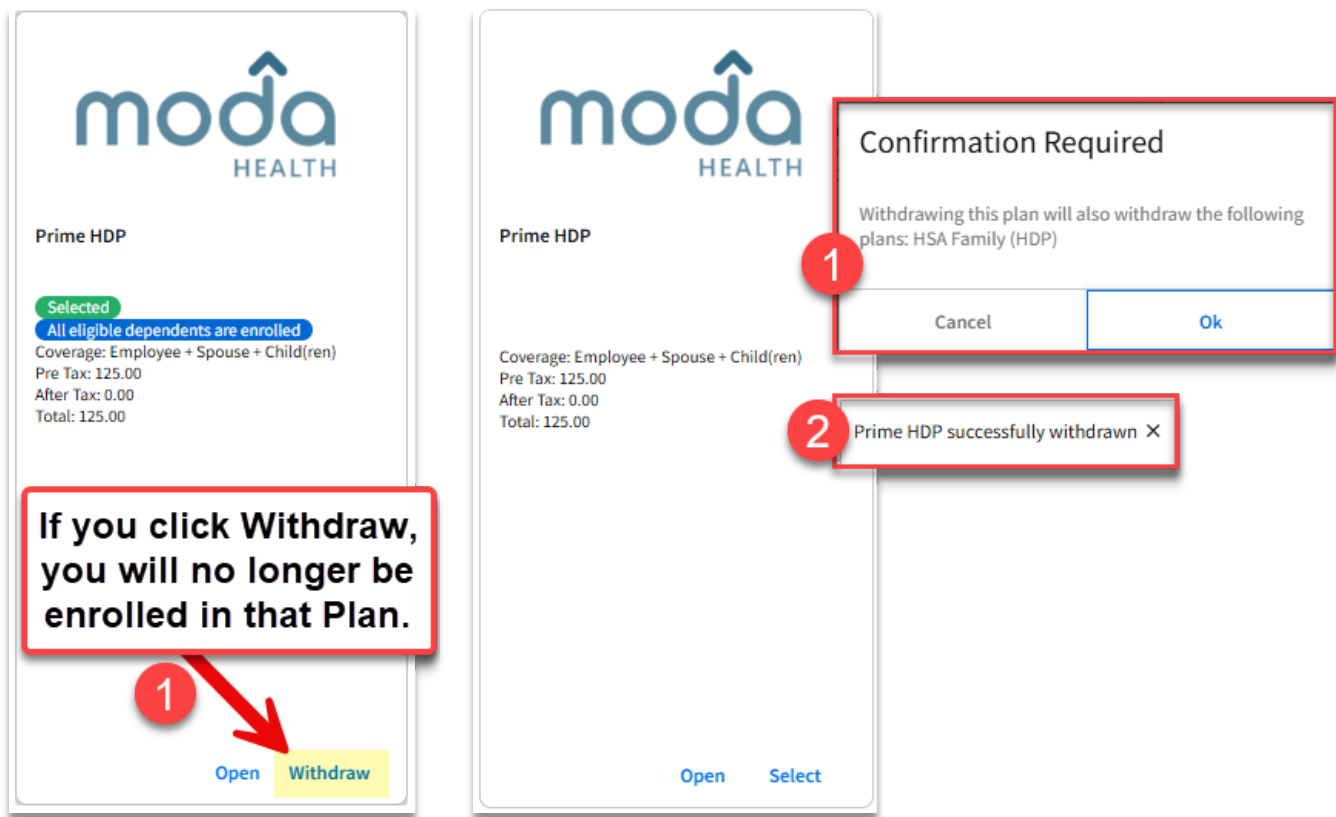 moda
HEALTH
Prime HDP
Selected
All eligible dependents are enrolled
Coverage: Employee + Spouse + Child(ren)
Pre Tax: 125.00
After Tax: 0.00
Total: 125.00
If you click Withdraw,
you will no longer be
enrolled in that Plan.
1
Open Withdraw
moda
HEALTH
Prime HDP
Coverage: Employee + Spouse + Child(ren)
Pre Tax: 125.00
After Tax: 0.00
Total: 125.00
Open Select
Confirmation Required
Withdrawing this plan will also withdraw the following
plans: HSA Family (HDP)
1
Cancel Ok
2
Prime HDP successfully withdrawn ×